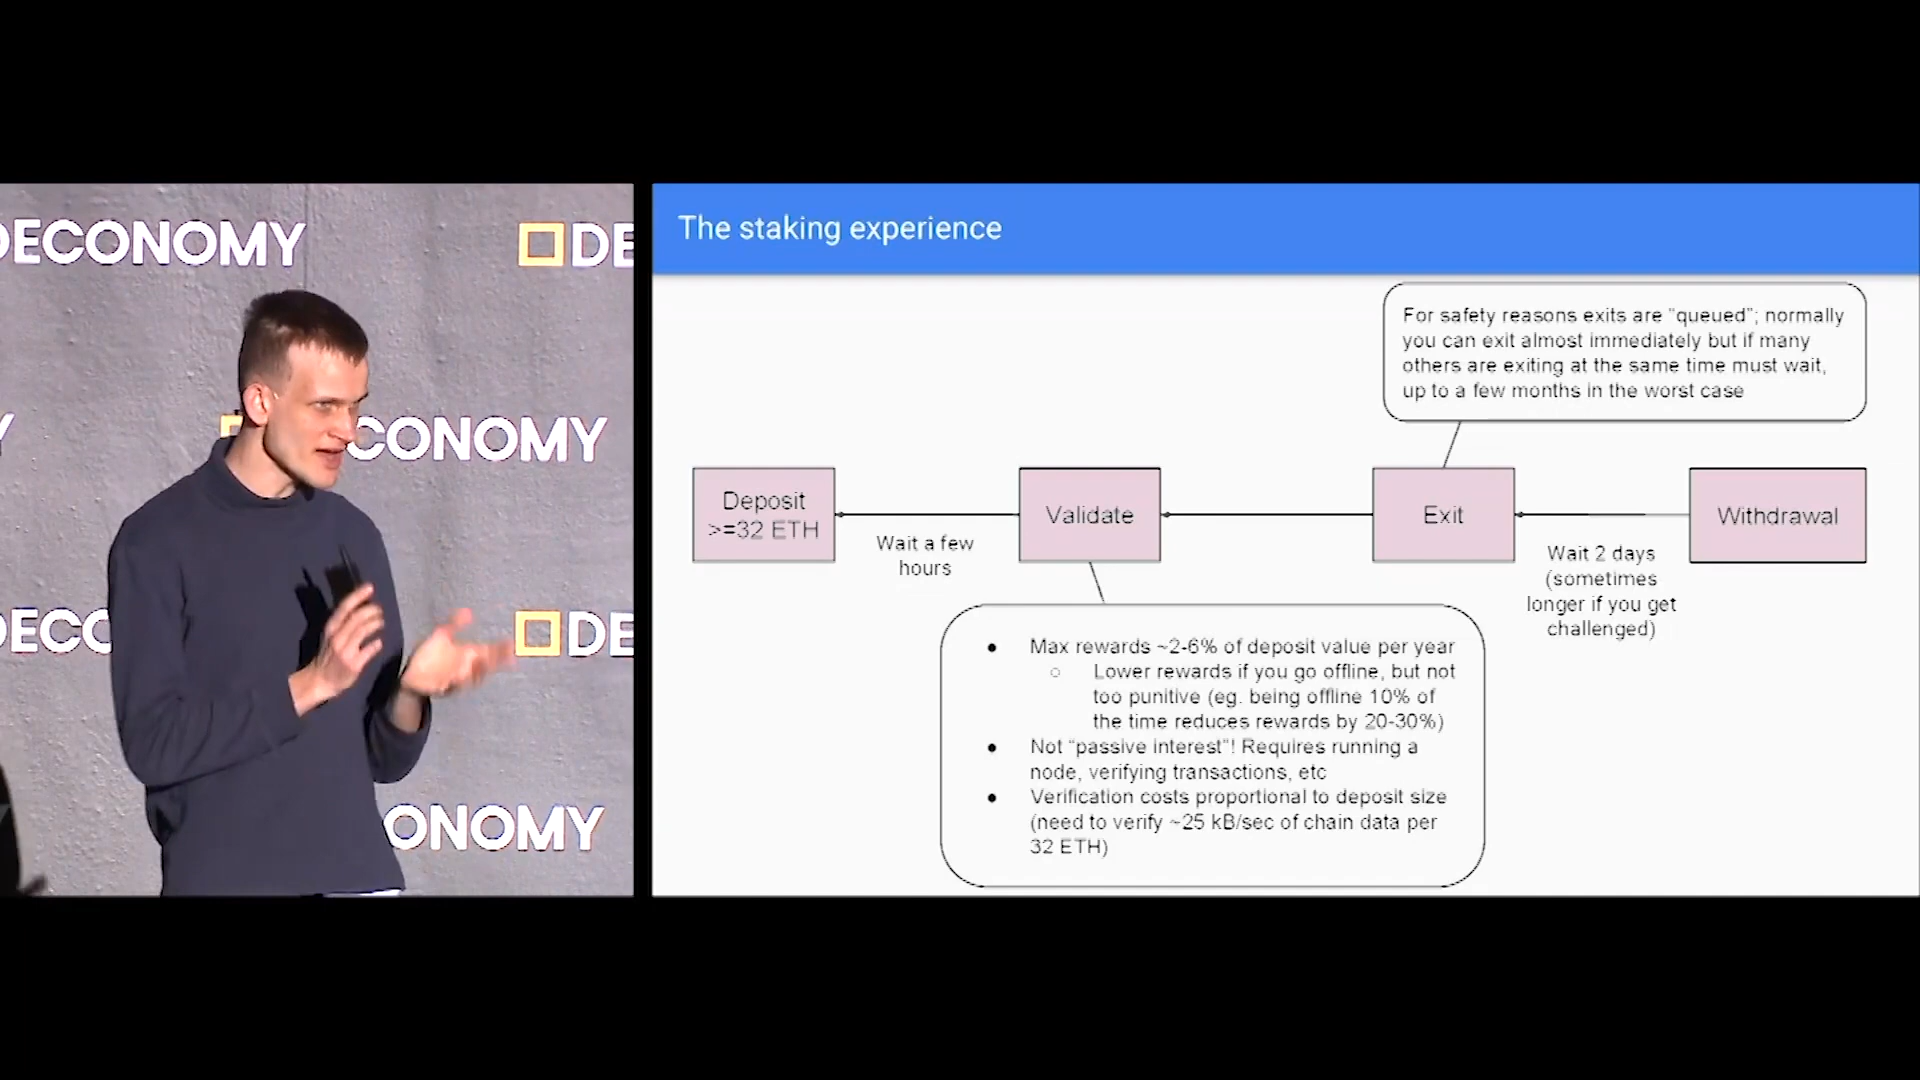 DECONOMY
DE
CONOMY
DECO
DE
ONOMY
The staking experience
For safety reasons exits are "queued"; normally
you can exit almost immediately but if many
others are exiting at the same time must wait,
up to a few months in the worst case
Deposit
>=32 ETH
Wait a few
hours
Validate
Exit
Wait 2 days
(sometimes
longer if you get
challenged)
Withdrawal
● Max rewards ~2-6% of deposit value per year
○ Lower rewards if you go offline, but not
too punitive (eg. being offline 10% of
the time reduces rewards by 20-30%)
● Not "passive interest"! Requires running a
node, verifying transactions, etc
● Verification costs proportional to deposit size
(need to verify ~25 kB/sec of chain data per
32 ETH)